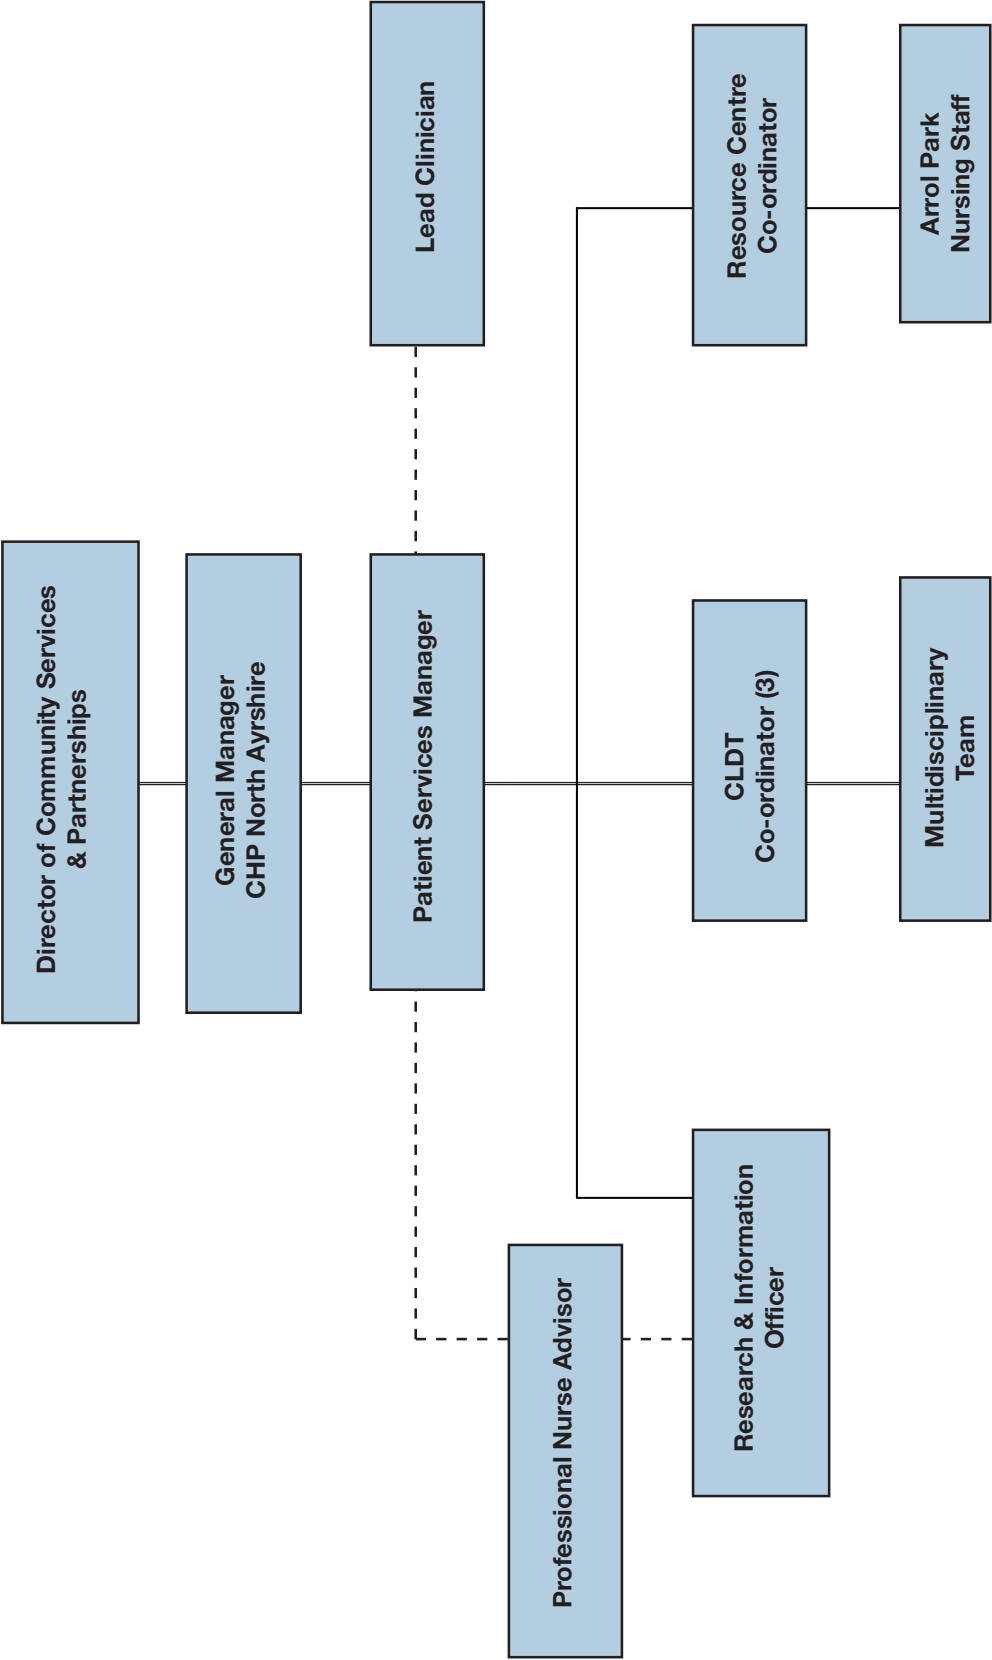 Director of Community Services
& Partnerships
General Manager
CHP North Ayrshire
Patient Services Manager
Lead Clinician
Professional Nurse Advisor
Research & Information
Officer
CLDT
Co-ordinator (3)
Resource Centre
Co-ordinator
Multidisciplinary
Team
Arrol Park
Nursing Staff